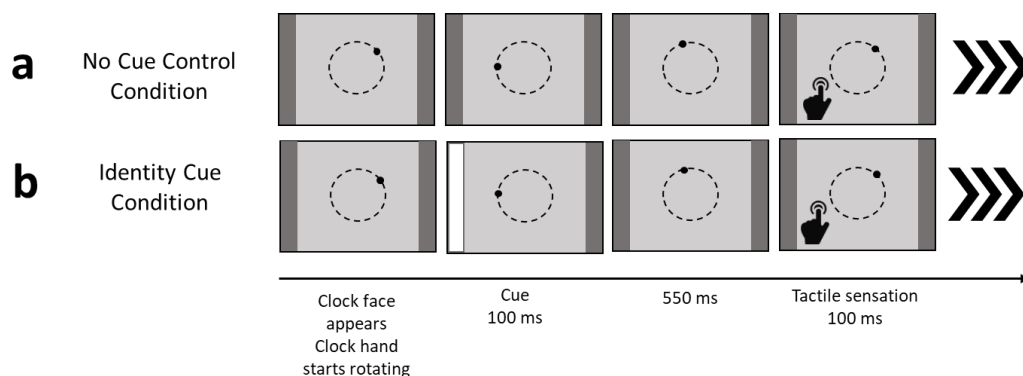 a
No Cue Control
Condition
b
Identity Cue
Condition
Clock face
appears
Clock hand
starts rotating
Cue
100 ms
550 ms
Tactile sensation
100 ms